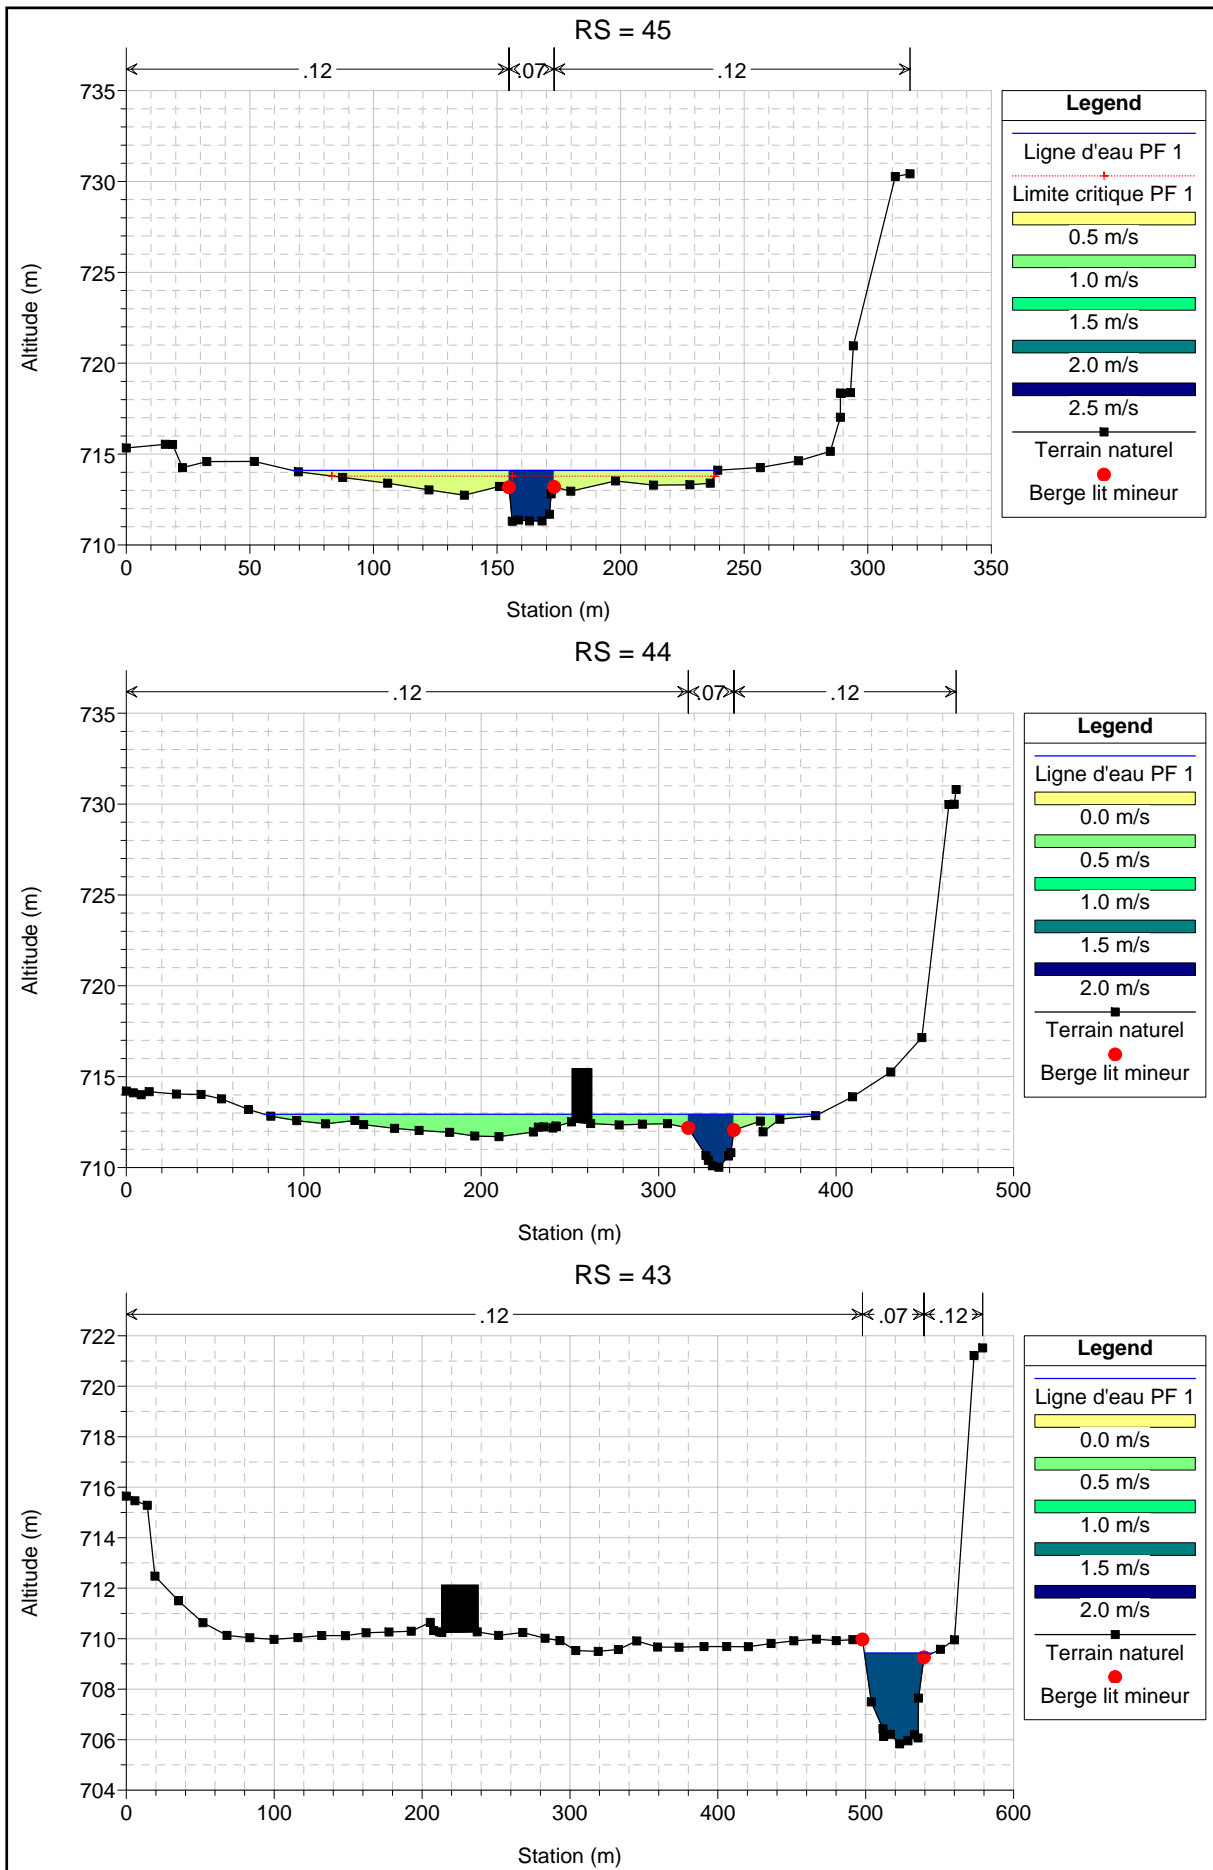 RS = 45
.12 .07 .12
735
730
725
720
715
710
Altitude (m)
0 50 100 150 200 250 300 350
Station (m)
Legend
Ligne d'eau PF 1
Limite critique PF 1
0.5 m/s
1.0 m/s
1.5 m/s
2.0 m/s
2.5 m/s
Terrain naturel
Berge lit mineur
RS = 44
.12 .07 .12
735
730
725
720
715
710
Altitude (m)
0 100 200 300 400 500
Station (m)
Legend
Ligne d'eau PF 1
0.0 m/s
0.5 m/s
1.0 m/s
1.5 m/s
2.0 m/s
Terrain naturel
Berge lit mineur
RS = 43
.12 .07 .12
722
720
718
716
714
712
710
708
706
704
Altitude (m)
0 100 200 300 400 500 600
Station (m)
Legend
Ligne d'eau PF 1
0.0 m/s
0.5 m/s
1.0 m/s
1.5 m/s
2.0 m/s
Terrain naturel
Berge lit mineur